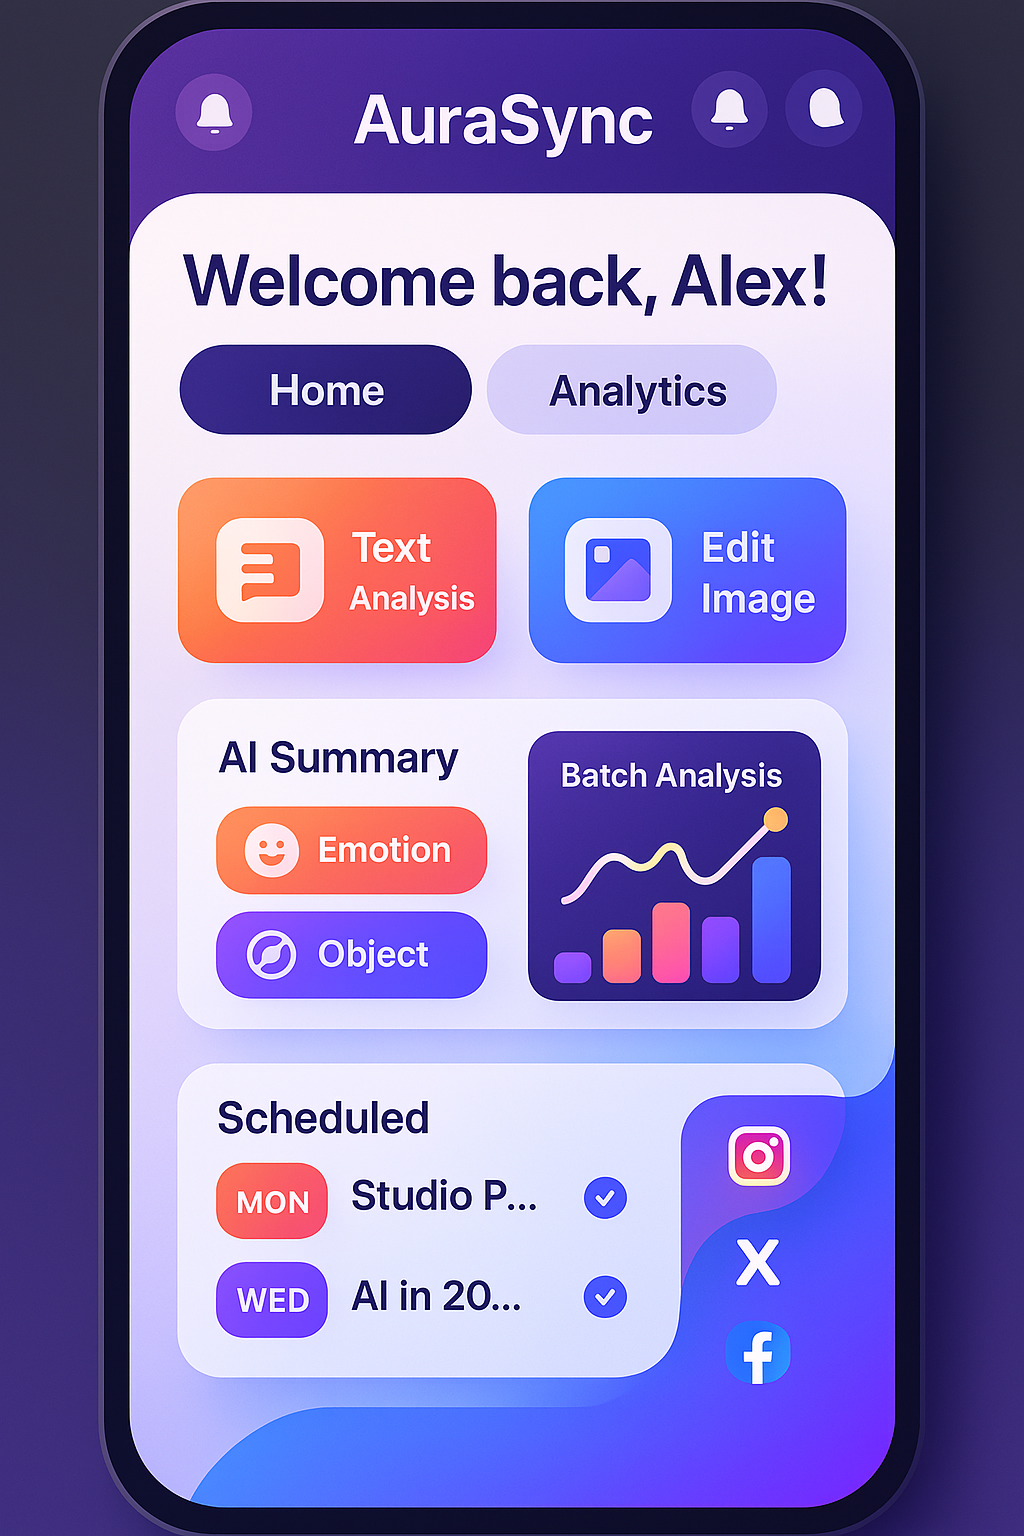 AuraSync
Welcome back, Alex!
Home
Analytics
Text
Analysis
Edit
Image
AI Summary
Emotion
Object
Batch Analysis
Scheduled
MON
Studio P...
WED
AI in 20...